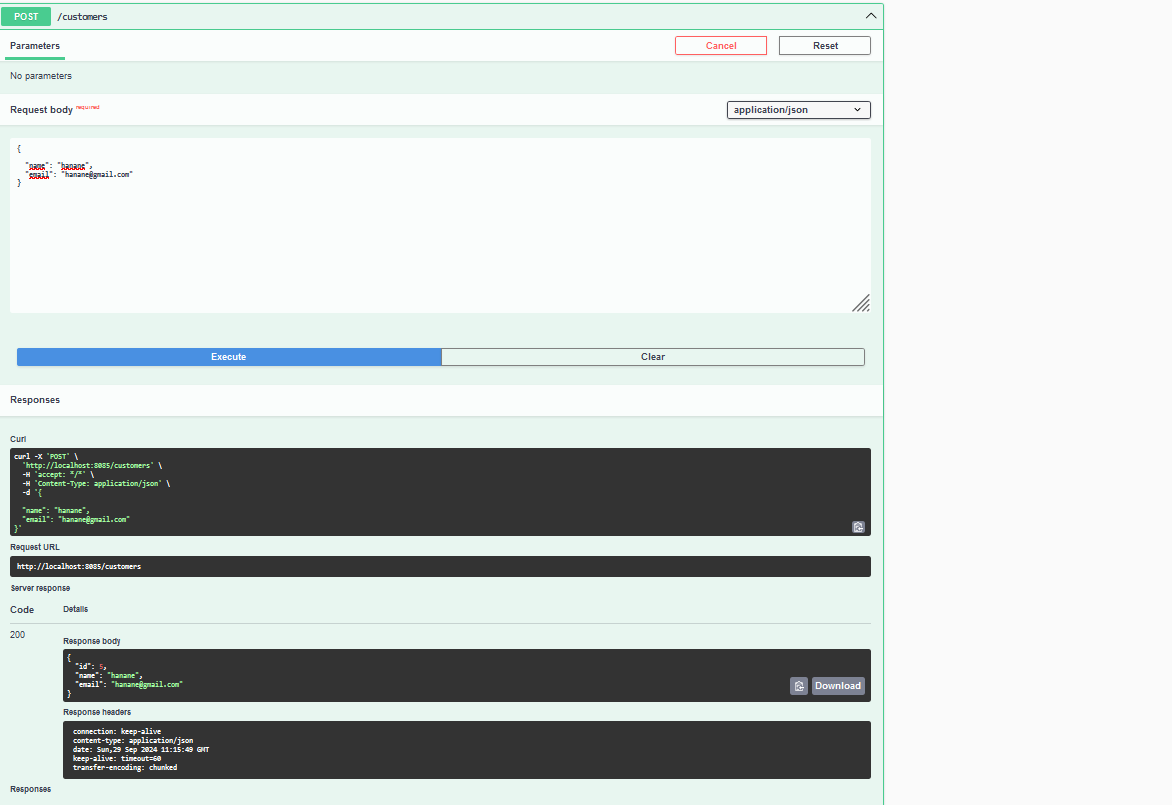 POST /customers
Parameters
Cancel
Reset
No parameters
Request body required
application/json
{
"name": "hanane",
"email": "hanane@gmail.com"
}
Execute
Clear
Responses
Curl
curl -X 'POST' \
'http://localhost:8085/customers' \
-H 'accept: */*' \
-H 'Content-Type: application/json' \
-d '{
"name": "hanane",
"email": "hanane@gmail.com"
}'
Request URL
http://localhost:8085/customers
Server response
Code Details
200
Response body
{
"id": 5,
"name": "hanane",
"email": "hanane@gmail.com"
}
Download
Response headers
connection: keep-alive
content-type: application/json
date: Sun,29 Sep 2024 11:15:49 GMT
keep-alive: timeout=60
transfer-encoding: chunked
Responses